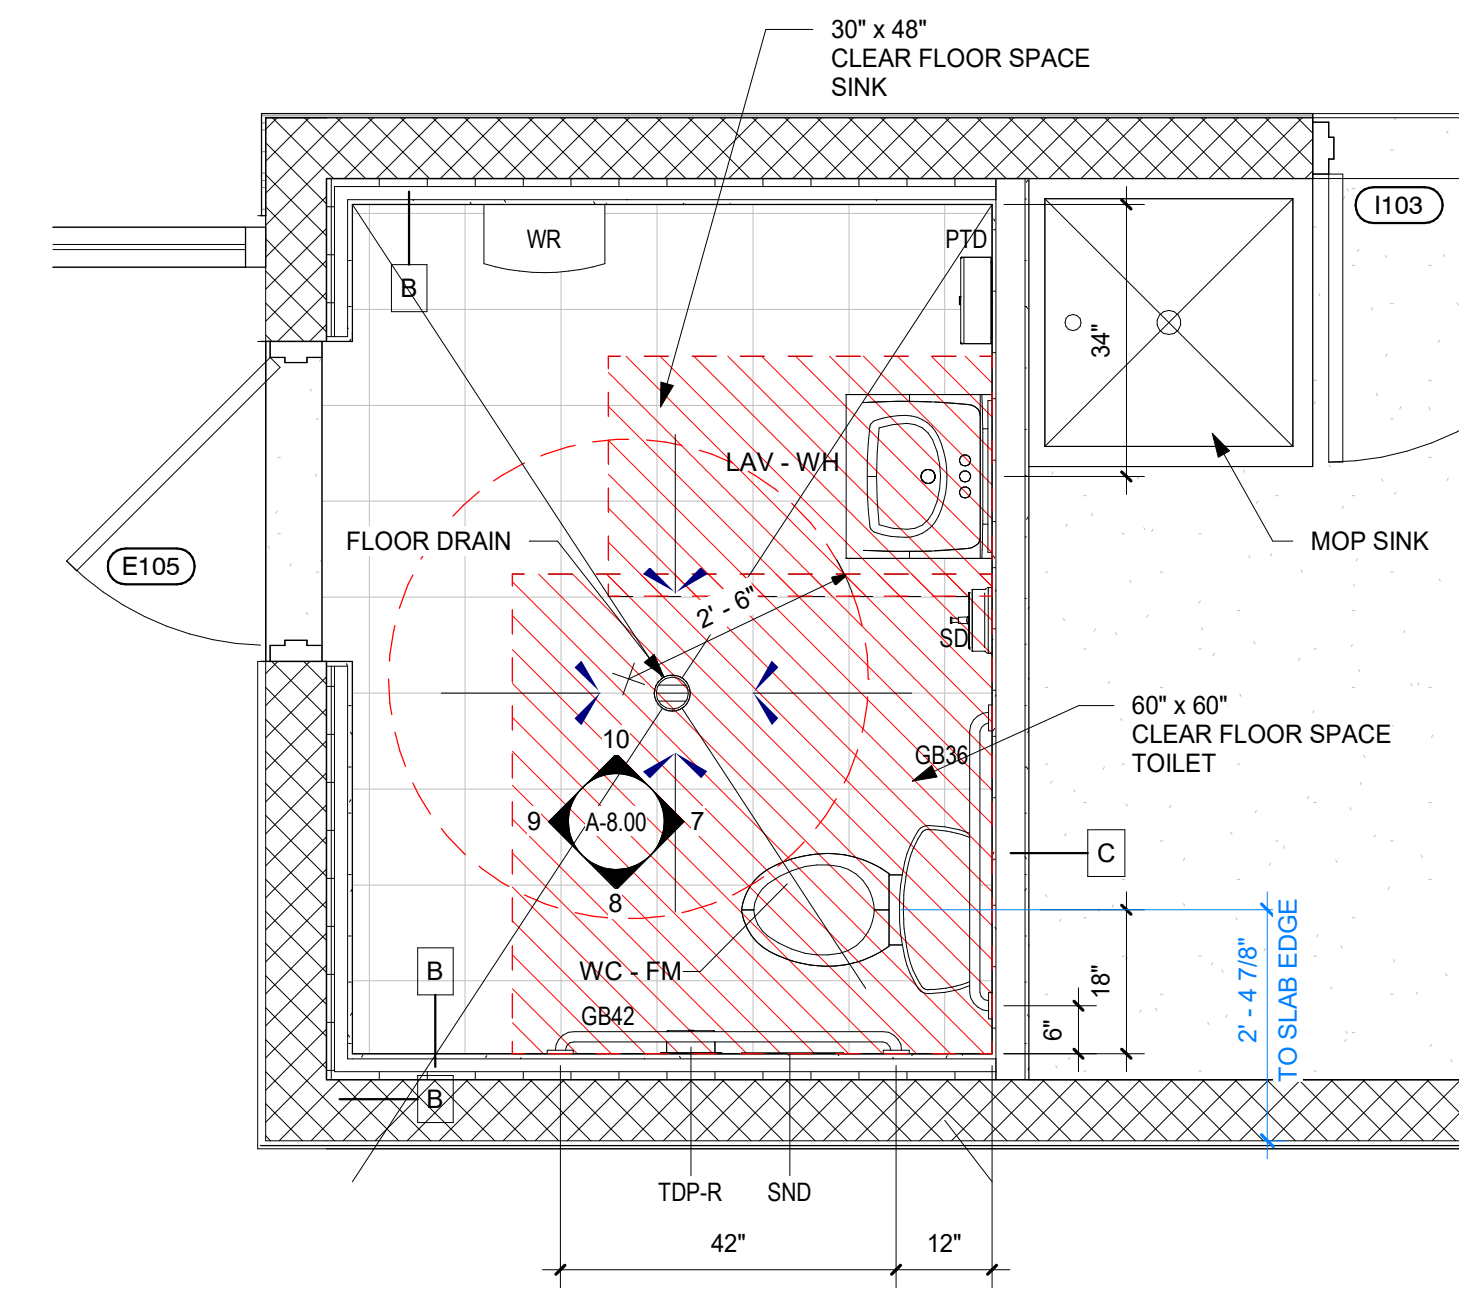 30" x 48"
CLEAR FLOOR SPACE
SINK
I103
WR
PTD
B
34"
LAV - WH
FLOOR DRAIN
MOP SINK
E105
2' - 6"
SD
60" x 60"
CLEAR FLOOR SPACE
TOILET
10
GB36
9
A-8.00
7
C
8
B
WC - FM
18"
2' - 4 7/8"
TO SLAB EDGE
GB42
6"
B
TDP-R
SND
42"
12"